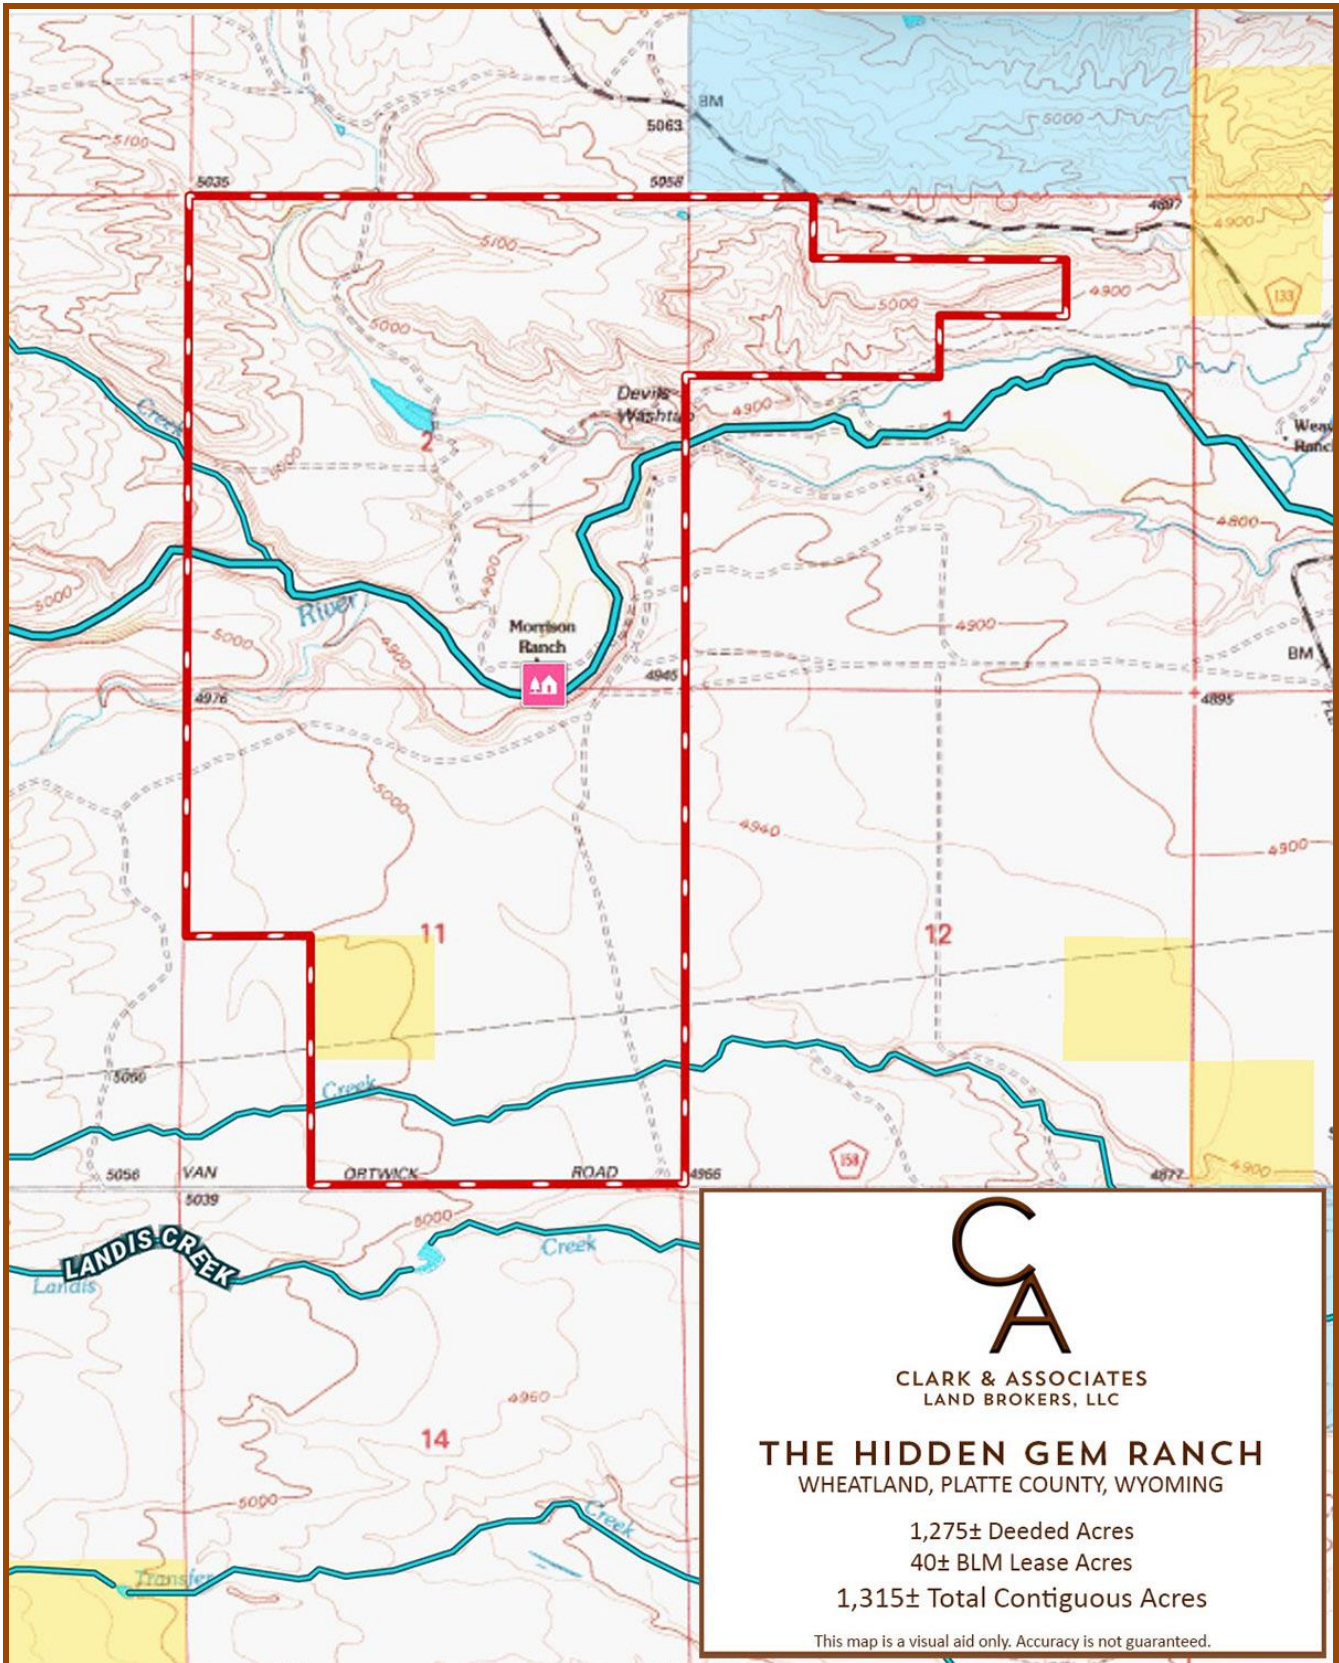 BM
5063
5000
5100
5035
5058
4897
4900
5100
133
4900
5000
5000
Devils
Washtub
4900
1
Creek
2
5000
4800
4900
5000
River
5000
4900
Morrison
Ranch
4900
BM
4945
4976
4895
5000
4940
4900
11
12
Creek
5056
VAN
ORTWICK
ROAD
4966
158
4877
4900
5039
5000
LANDIS CREEK
Creek
Landis
4960
14
5000
Creek
Transfer
CA
CLARK & ASSOCIATES
LAND BROKERS, LLC
THE HIDDEN GEM RANCH
WHEATLAND, PLATTE COUNTY, WYOMING
1,275± Deeded Acres
40± BLM Lease Acres
1,315± Total Contiguous Acres
This map is a visual aid only. Accuracy is not guaranteed.